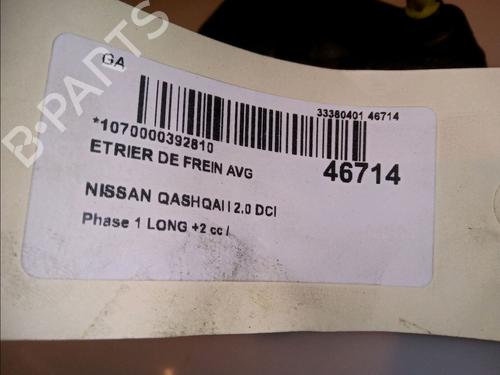 B-PARTS
GA
33380401 46714
*1070000392810
ETRIER DE FREIN AVG
46714
NISSAN QASHQAI I 2.0 DCI
Phase 1 LONG +2 cc /